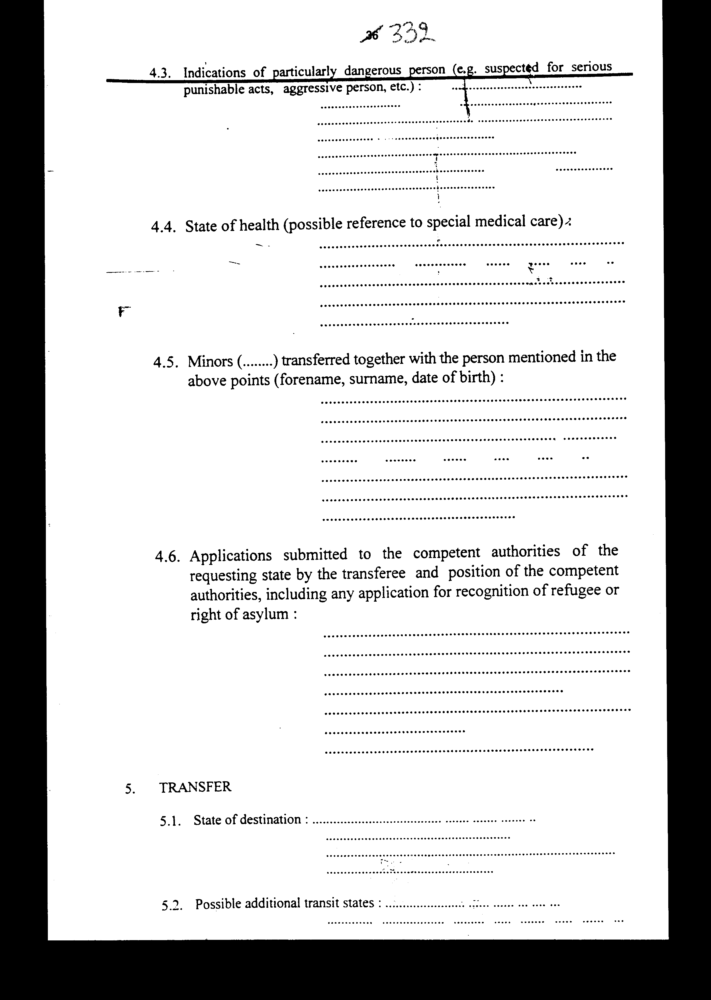 36 332
4.3. Indications of particularly dangerous person (e.g. suspected for serious
punishable acts, aggressive person, etc.) : ......................................
....................... ............................................
................................................................................
................ ..................................
..........................................................................
................................................ ................
...................................................
4.4. State of health (possible reference to special medical care) :
........................................................................................
..................... .............. ...... ...... .... ..
........................................................................................
........................................................................................
......................................................
F
4.5. Minors (........) transferred together with the person mentioned in the
above points (forename, surname, date of birth) :
........................................................................................
........................................................................................
................................................................... .............
......... ........ ...... .... .... ..
........................................................................................
........................................................................................
.......................................................
4.6. Applications submitted to the competent authorities of the
requesting state by the transferee and position of the competent
authorities, including any application for recognition of refugee or
right of asylum :
........................................................................................
........................................................................................
........................................................................................
....................................................................
........................................................................................
........................................
.............................................................................
5. TRANSFER
5.1. State of destination : ..................................... ....... ....... ....... ..
.....................................................
...................................................................................
................................................
5.2. Possible additional transit states : ....................... ...... ...... ... .... ...
............. .................. ......... ..... ....... ..... ...... ...